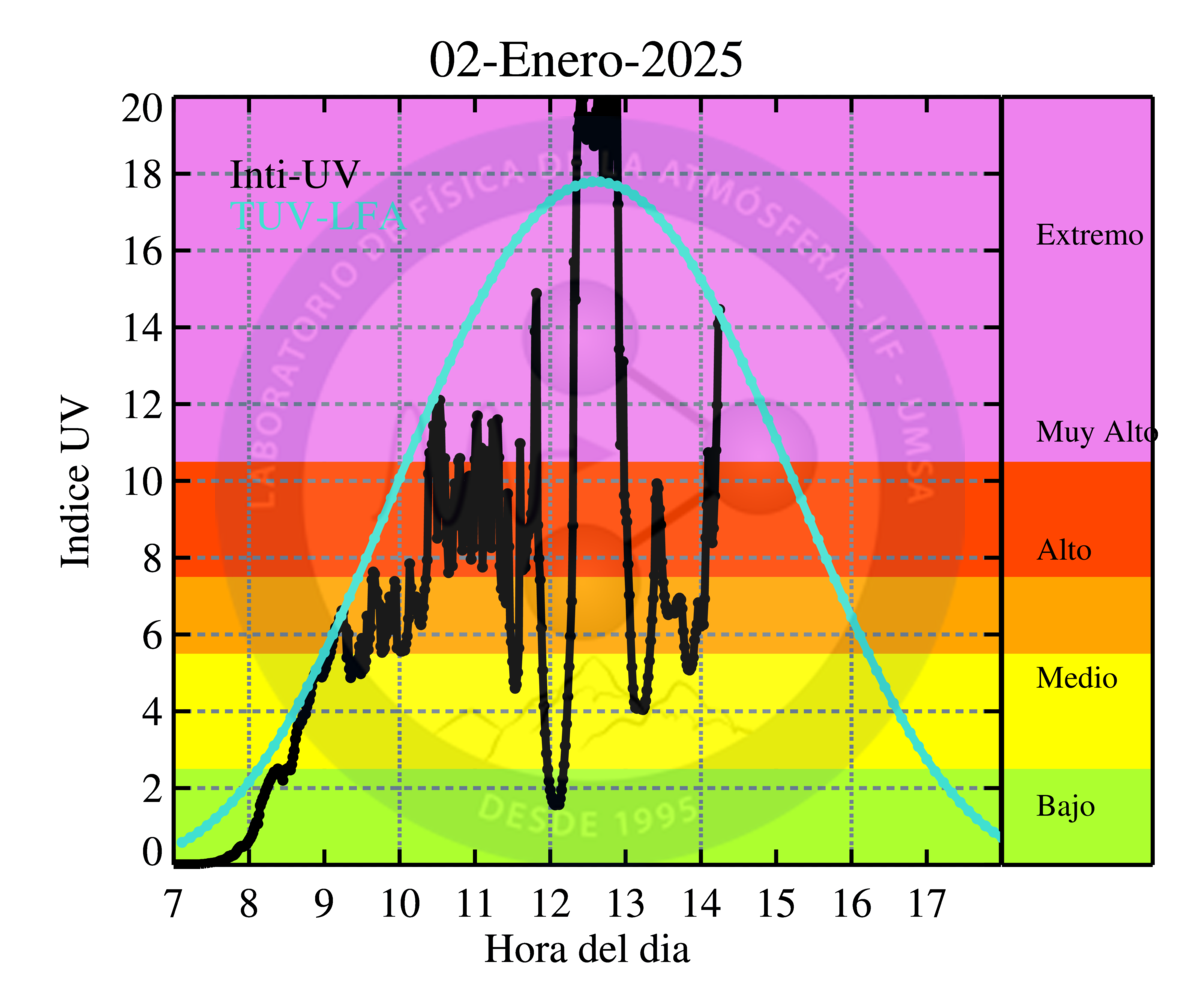 02-Enero-2025
20
18
16
14
12
10
8
6
4
2
0
Indice UV
Inti-UV
TUV-LFA
LABORATORIO DE FÍSICA DE LA ATMÓSFERA - IIF - UMSA
DESDE 1995
Extremo
Muy Alto
Alto
Medio
Bajo
7 8 9 10 11 12 13 14 15 16 17
Hora del dia